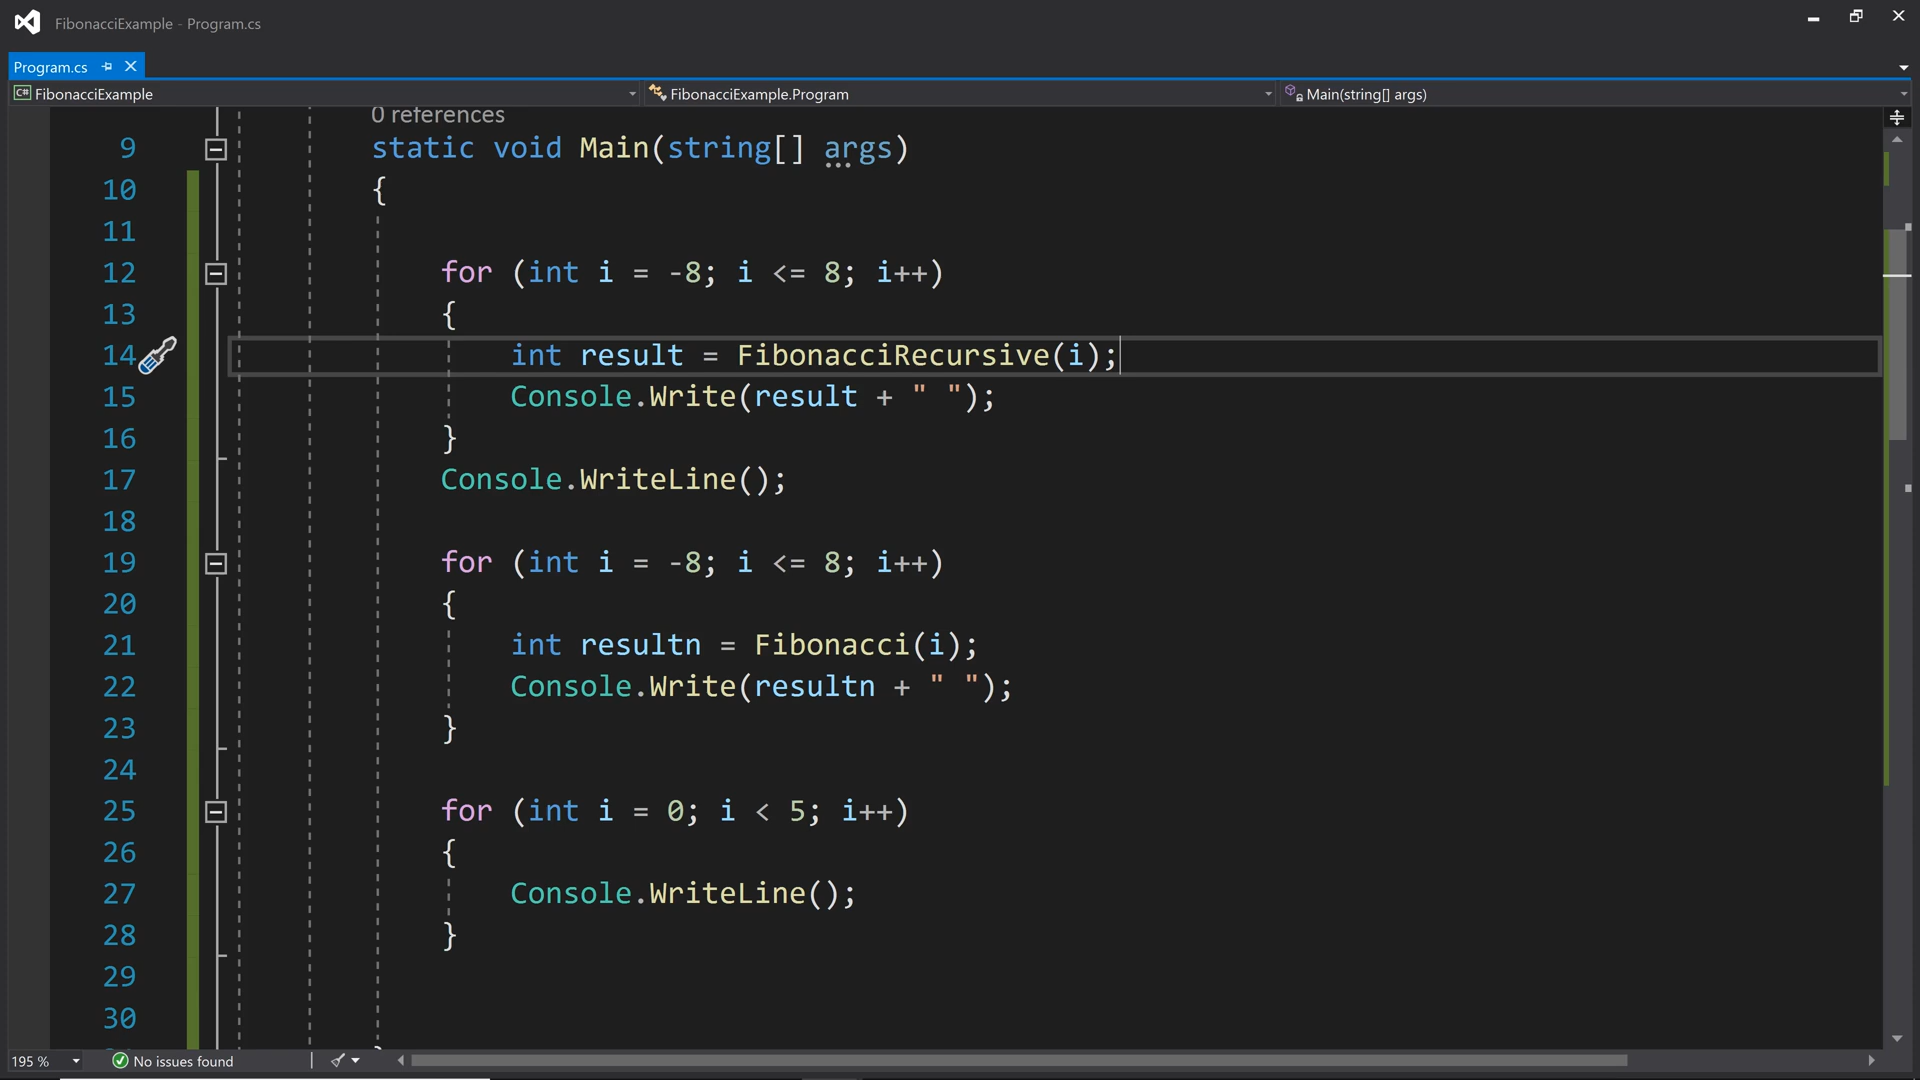 FibonacciExample - Program.cs
Program.cs
C# FibonacciExample
FibonacciExample.Program
Main(string[] args)
0 references
9 static void Main(string[] args)
10 {
11
12 for (int i = -8; i <= 8; i++)
13 {
14 int result = FibonacciRecursive(i);
15 Console.Write(result + " ");
16 }
17 Console.WriteLine();
18
19 for (int i = -8; i <= 8; i++)
20 {
21 int resultn = Fibonacci(i);
22 Console.Write(resultn + " ");
23 }
24
25 for (int i = 0; i < 5; i++)
26 {
27 Console.WriteLine();
28 }
29
30
195 %
No issues found